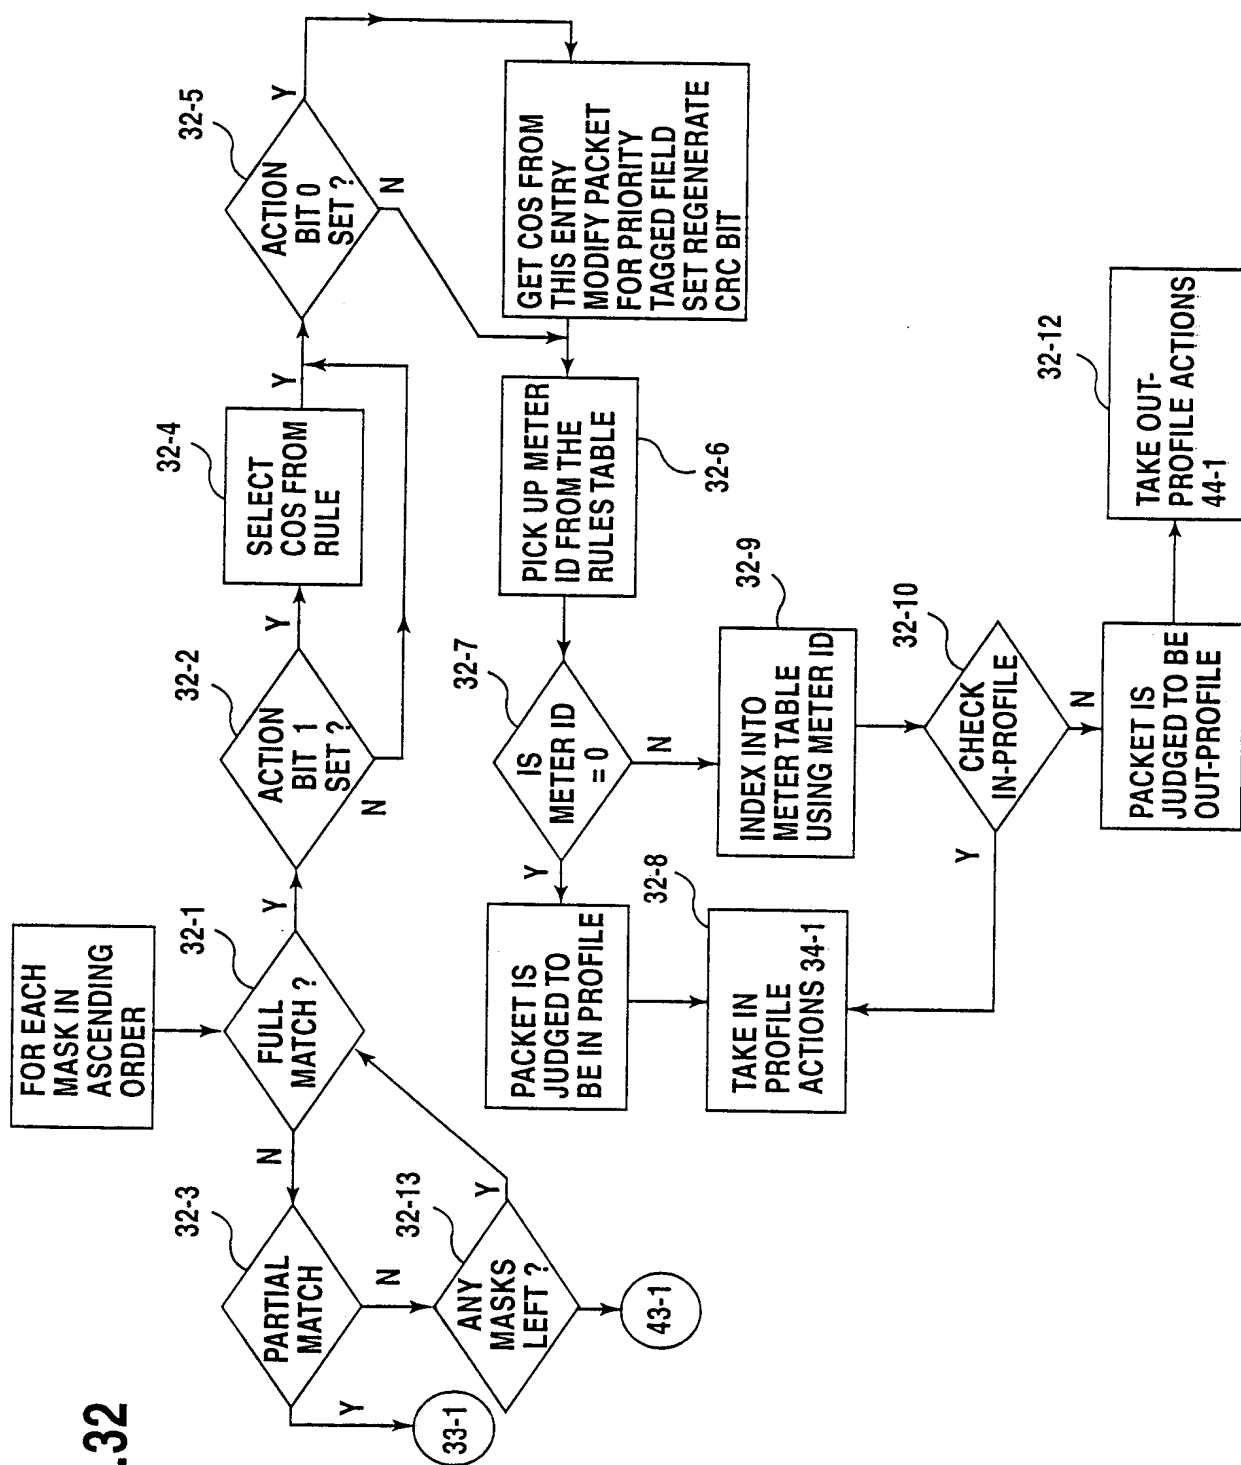 .32
FOR EACH
MASK IN
ASCENDING
ORDER
32-1
FULL
MATCH ?
Y
N
32-3
PARTIAL
MATCH
Y
33-1
N
32-13
ANY
MASKS
LEFT ?
Y
43-1
32-2
ACTION
BIT 1
SET ?
Y
N
32-4
SELECT
COS FROM
RULE
Y
32-5
ACTION
BIT 0
SET ?
Y
N
GET COS FROM
THIS ENTRY
MODIFY PACKET
FOR PRIORITY
TAGGED FIELD
SET REGENERATE
CRC BIT
PICK UP METER
ID FROM THE
RULES TABLE
32-6
32-7
IS
METER ID
= 0
Y
N
PACKET IS
JUDGED TO
BE IN PROFILE
32-8
TAKE IN
PROFILE
ACTIONS 34-1
32-9
INDEX INTO
METER TABLE
USING METER ID
32-10
CHECK
IN-PROFILE
Y
N
PACKET IS
JUDGED TO BE
OUT-PROFILE
32-12
TAKE OUT-
PROFILE ACTIONS
44-1